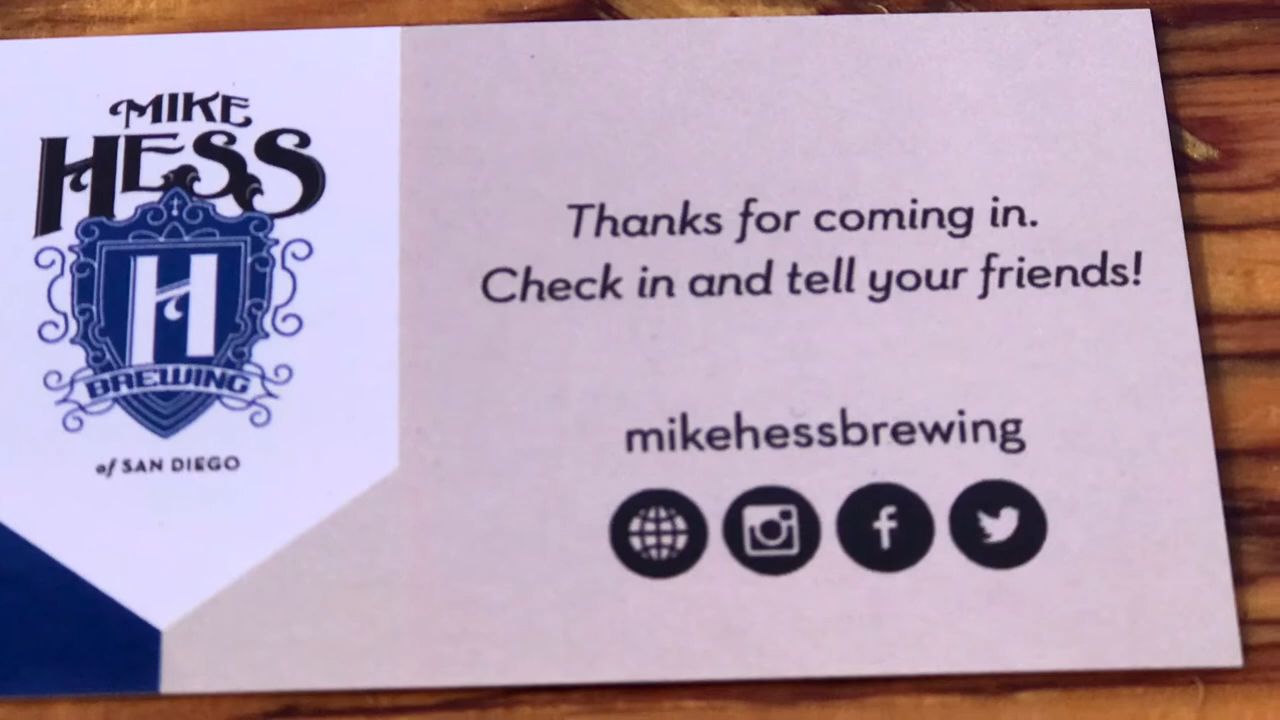 MIKE
HESS
H
BREWING
of SAN DIEGO
Thanks for coming in.
Check in and tell your friends!
mikehessbrewing